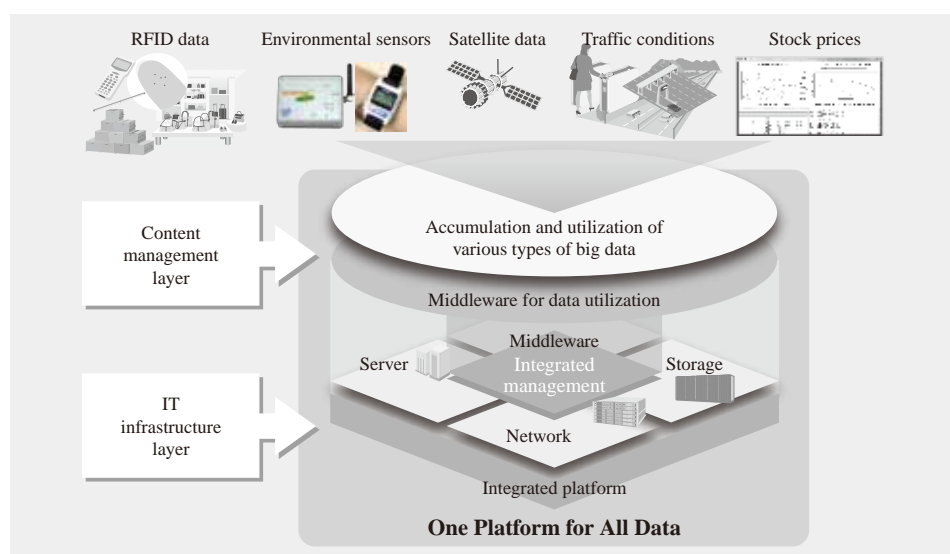 RFID data
Environmental sensors
Satellite data
Traffic conditions
Stock prices
Content
management
layer
Accumulation and utilization of
various types of big data
Middleware for data utilization
Middleware
Server
Integrated
management
Storage
IT
infrastructure
layer
Network
Integrated platform
One Platform for All Data